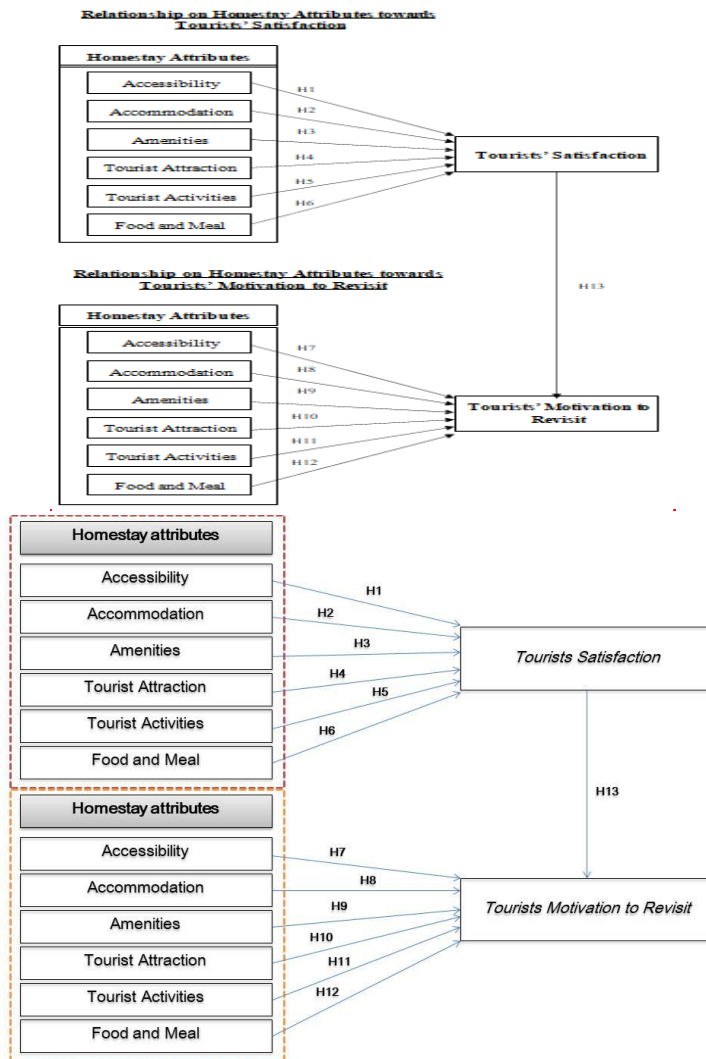 Relationship on Homestay Attributes towards
Tourists' Satisfaction
Homestay Attributes
Accessibility
Accommodation
Amenities
Tourist Attraction
Tourist Activities
Food and Meal
H1
H2
H3
H4
H5
H6
Tourists' Satisfaction
H13
Relationship on Homestay Attributes towards
Tourists' Motivation to Revisit
Homestay Attributes
Accessibility
Accommodation
Amenities
Tourist Attraction
Tourist Activities
Food and Meal
H7
H8
H9
H10
H11
H12
Tourists' Motivation to
Revisit
Homestay attributes
Accessibility
Accommodation
Amenities
Tourist Attraction
Tourist Activities
Food and Meal
H1
H2
H3
H4
H5
H6
Tourists Satisfaction
H13
Homestay attributes
Accessibility
Accommodation
Amenities
Tourist Attraction
Tourist Activities
Food and Meal
H7
H8
H9
H10
H11
H12
Tourists Motivation to Revisit